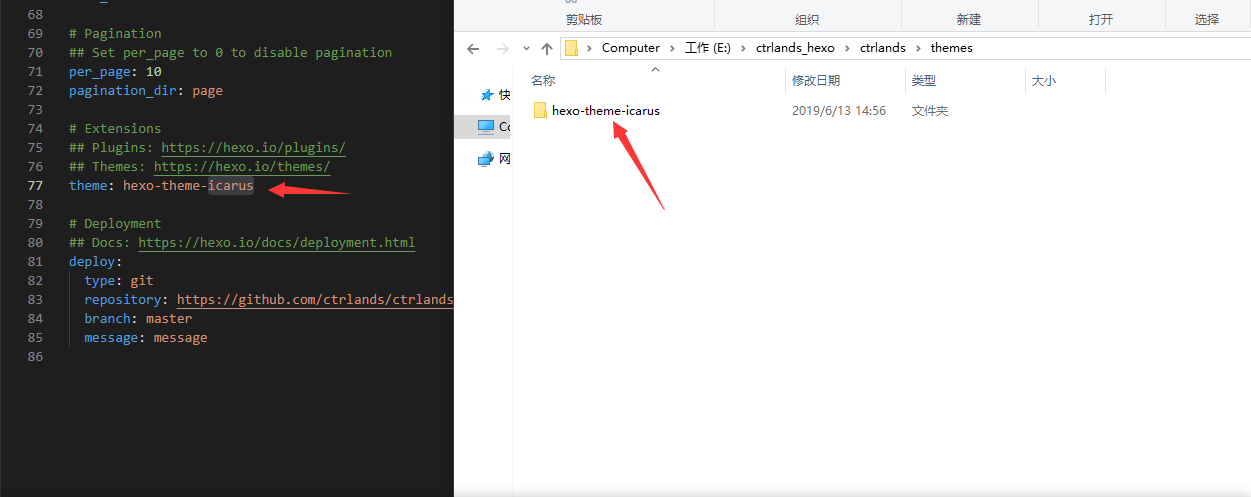 68
69 # Pagination
70 ## Set per_page to 0 to disable pagination
71 per_page: 10
72 pagination_dir: page
73
74 # Extensions
75 ## Plugins: https://hexo.io/plugins/
76 ## Themes: https://hexo.io/themes/
77 theme: hexo-theme-icarus
78
79 # Deployment
80 ## Docs: https://hexo.io/docs/deployment.html
81 deploy:
82 type: git
83 repository: https://github.com/ctrlands/ctrlands
84 branch: master
85 message: message
86
剪贴板 组织 新建 打开 选择
Computer 工作 (E:) ctrlands_hexo ctrlands themes
名称 修改日期 类型 大小
快
hexo-theme-icarus 2019/6/13 14:56 文件夹
Co
网